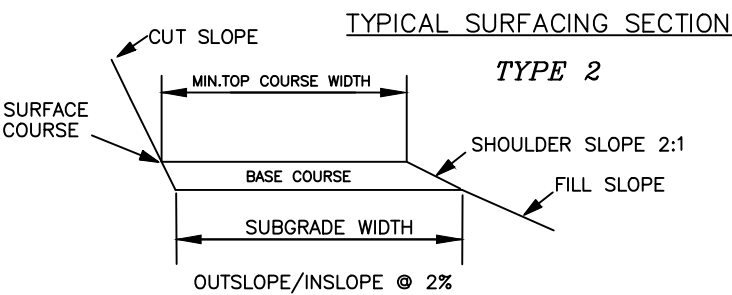 TYPICAL SURFACING SECTION
TYPE 2
CUT SLOPE
MIN.TOP COURSE WIDTH
SURFACE
COURSE
SHOULDER SLOPE 2:1
BASE COURSE
FILL SLOPE
SUBGRADE WIDTH
OUTSLOPE/INSLOPE @ 2%